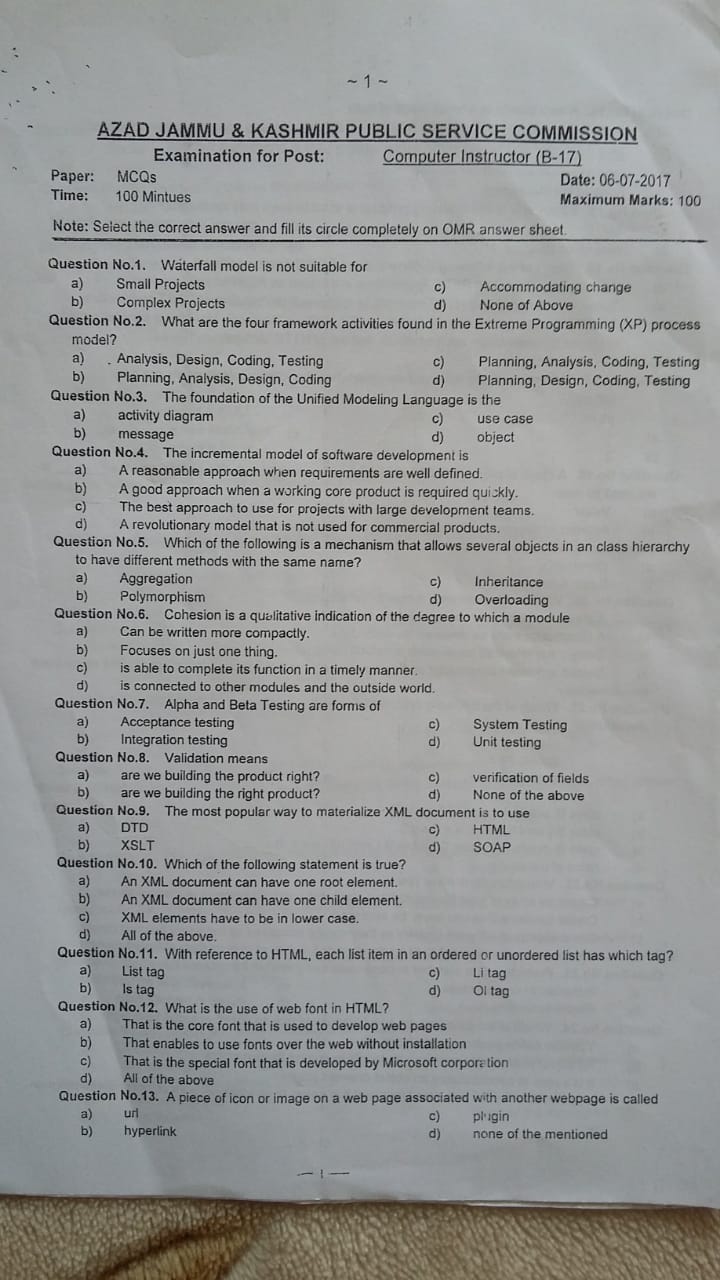 ~ 1 ~
AZAD JAMMU & KASHMIR PUBLIC SERVICE COMMISSION
Examination for Post: Computer Instructor (B-17)
Paper: MCQs Date: 06-07-2017
Time: 100 Mintues Maximum Marks: 100
Note: Select the correct answer and fill its circle completely on OMR answer sheet.
Question No.1. Waterfall model is not suitable for
a) Small Projects c) Accommodating change
b) Complex Projects d) None of Above
Question No.2. What are the four framework activities found in the Extreme Programming (XP) process
model?
a) Analysis, Design, Coding, Testing c) Planning, Analysis, Coding, Testing
b) Planning, Analysis, Design, Coding d) Planning, Design, Coding, Testing
Question No.3. The foundation of the Unified Modeling Language is the
a) activity diagram c) use case
b) message d) object
Question No.4. The incremental model of software development is
a) A reasonable approach when requirements are well defined.
b) A good approach when a working core product is required quickly.
c) The best approach to use for projects with large development teams.
d) A revolutionary model that is not used for commercial products.
Question No.5. Which of the following is a mechanism that allows several objects in an class hierarchy
to have different methods with the same name?
a) Aggregation c) Inheritance
b) Polymorphism d) Overloading
Question No.6. Cohesion is a qualitative indication of the degree to which a module
a) Can be written more compactly.
b) Focuses on just one thing.
c) is able to complete its function in a timely manner.
d) is connected to other modules and the outside world.
Question No.7. Alpha and Beta Testing are forms of
a) Acceptance testing c) System Testing
b) Integration testing d) Unit testing
Question No.8. Validation means
a) are we building the product right? c) verification of fields
b) are we building the right product? d) None of the above
Question No.9. The most popular way to materialize XML document is to use
a) DTD c) HTML
b) XSLT d) SOAP
Question No.10. Which of the following statement is true?
a) An XML document can have one root element.
b) An XML document can have one child element.
c) XML elements have to be in lower case.
d) All of the above.
Question No.11. With reference to HTML, each list item in an ordered or unordered list has which tag?
a) List tag c) Li tag
b) ls tag d) Ol tag
Question No.12. What is the use of web font in HTML?
a) That is the core font that is used to develop web pages
b) That enables to use fonts over the web without installation
c) That is the special font that is developed by Microsoft corporation
d) All of the above
Question No.13. A piece of icon or image on a web page associated with another webpage is called
a) url c) plugin
b) hyperlink d) none of the mentioned
— 1 —